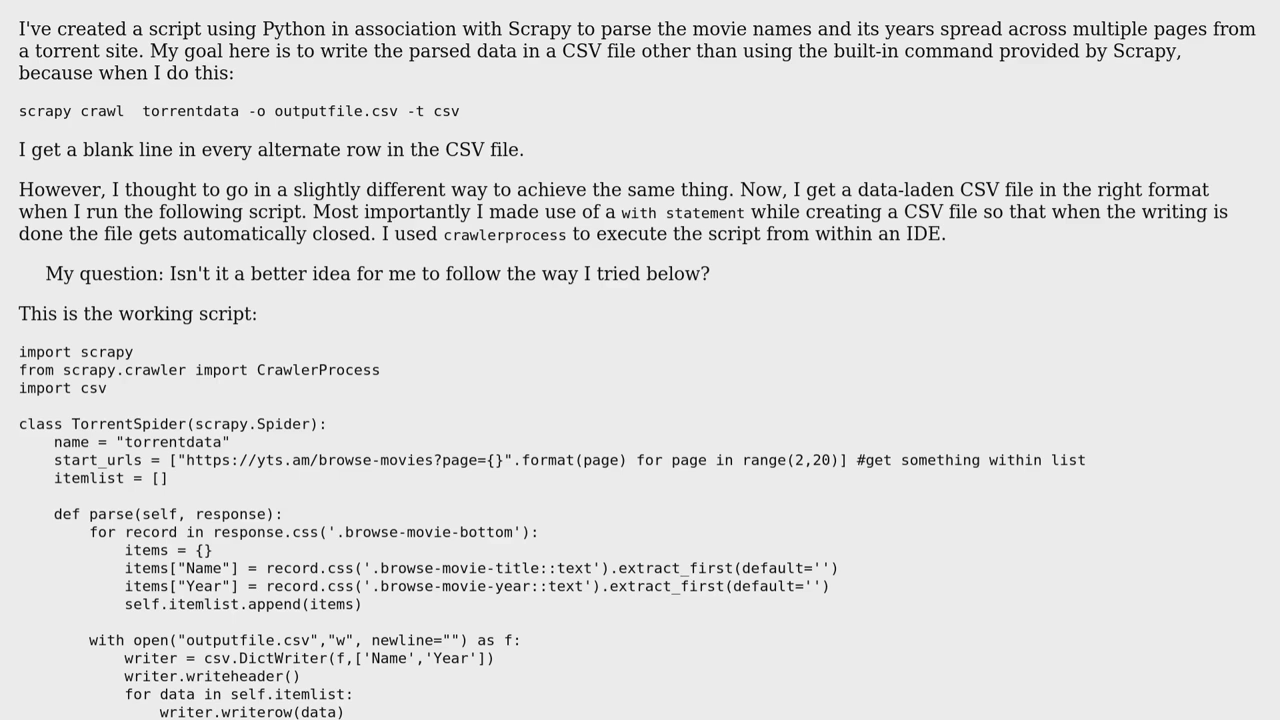 I've created a script using Python in association with Scrapy to parse the movie names and its years spread across multiple pages from
a torrent site. My goal here is to write the parsed data in a CSV file other than using the built-in command provided by Scrapy,
because when I do this:
scrapy crawl  torrentdata -o outputfile.csv -t csv
I get a blank line in every alternate row in the CSV file.
However, I thought to go in a slightly different way to achieve the same thing. Now, I get a data-laden CSV file in the right format
when I run the following script. Most importantly I made use of a with statement while creating a CSV file so that when the writing is
done the file gets automatically closed. I used crawlerprocess to execute the script from within an IDE.
My question: Isn't it a better idea for me to follow the way I tried below?
This is the working script:
import scrapy
from scrapy.crawler import CrawlerProcess
import csv
class TorrentSpider(scrapy.Spider):
    name = "torrentdata"
    start_urls = ["https://yts.am/browse-movies?page={}".format(page) for page in range(2,20)] #get something within list
    itemlist = []
    def parse(self, response):
        for record in response.css('.browse-movie-bottom'):
            items = {}
            items["Name"] = record.css('.browse-movie-title::text').extract_first(default='')
            items["Year"] = record.css('.browse-movie-year::text').extract_first(default='')
            self.itemlist.append(items)
        with open("outputfile.csv","w", newline="") as f:
            writer = csv.DictWriter(f,['Name','Year'])
            writer.writeheader()
            for data in self.itemlist:
                writer.writerow(data)